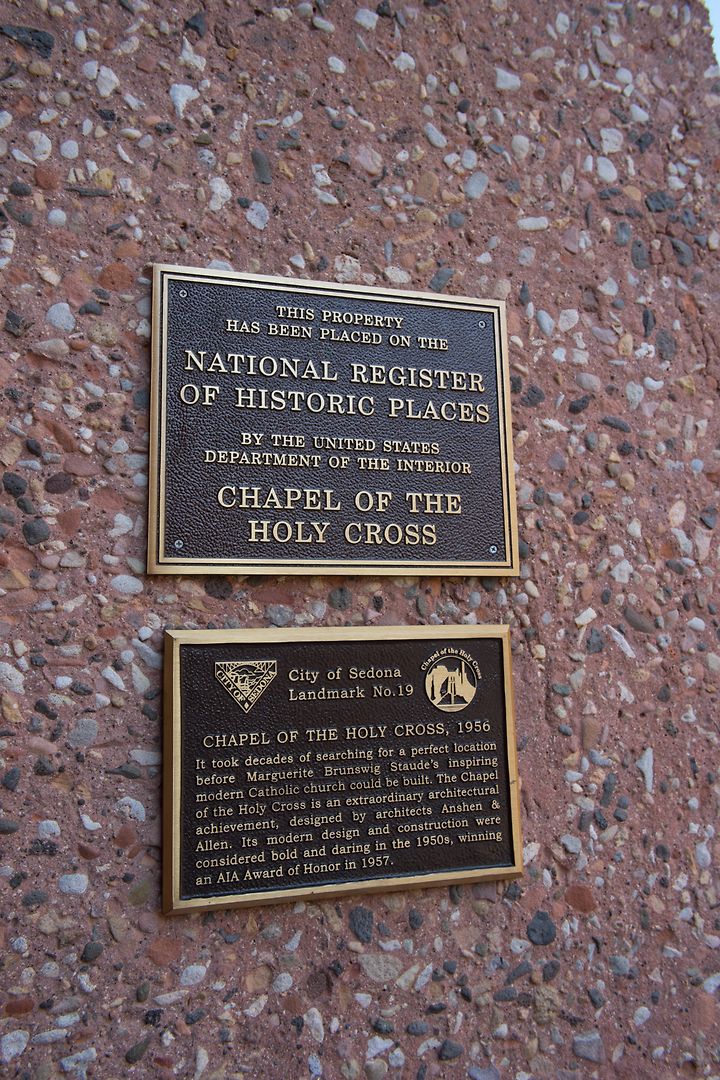 THIS PROPERTY
HAS BEEN PLACED ON THE
NATIONAL REGISTER
OF HISTORIC PLACES
BY THE UNITED STATES
DEPARTMENT OF THE INTERIOR
CHAPEL OF THE
HOLY CROSS
CITY OF SEDONA
City of Sedona
Landmark No.19
Chapel of the Holy Cross
CHAPEL OF THE HOLY CROSS, 1956
It took decades of searching for a perfect location
before Marguerite Brunswig Staude's inspiring
modern Catholic church could be built. The Chapel
of the Holy Cross is an extraordinary architectural
achievement, designed by architects Anshen &
Allen. Its modern design and construction were
considered bold and daring in the 1950s, winning
an AIA Award of Honor in 1957.